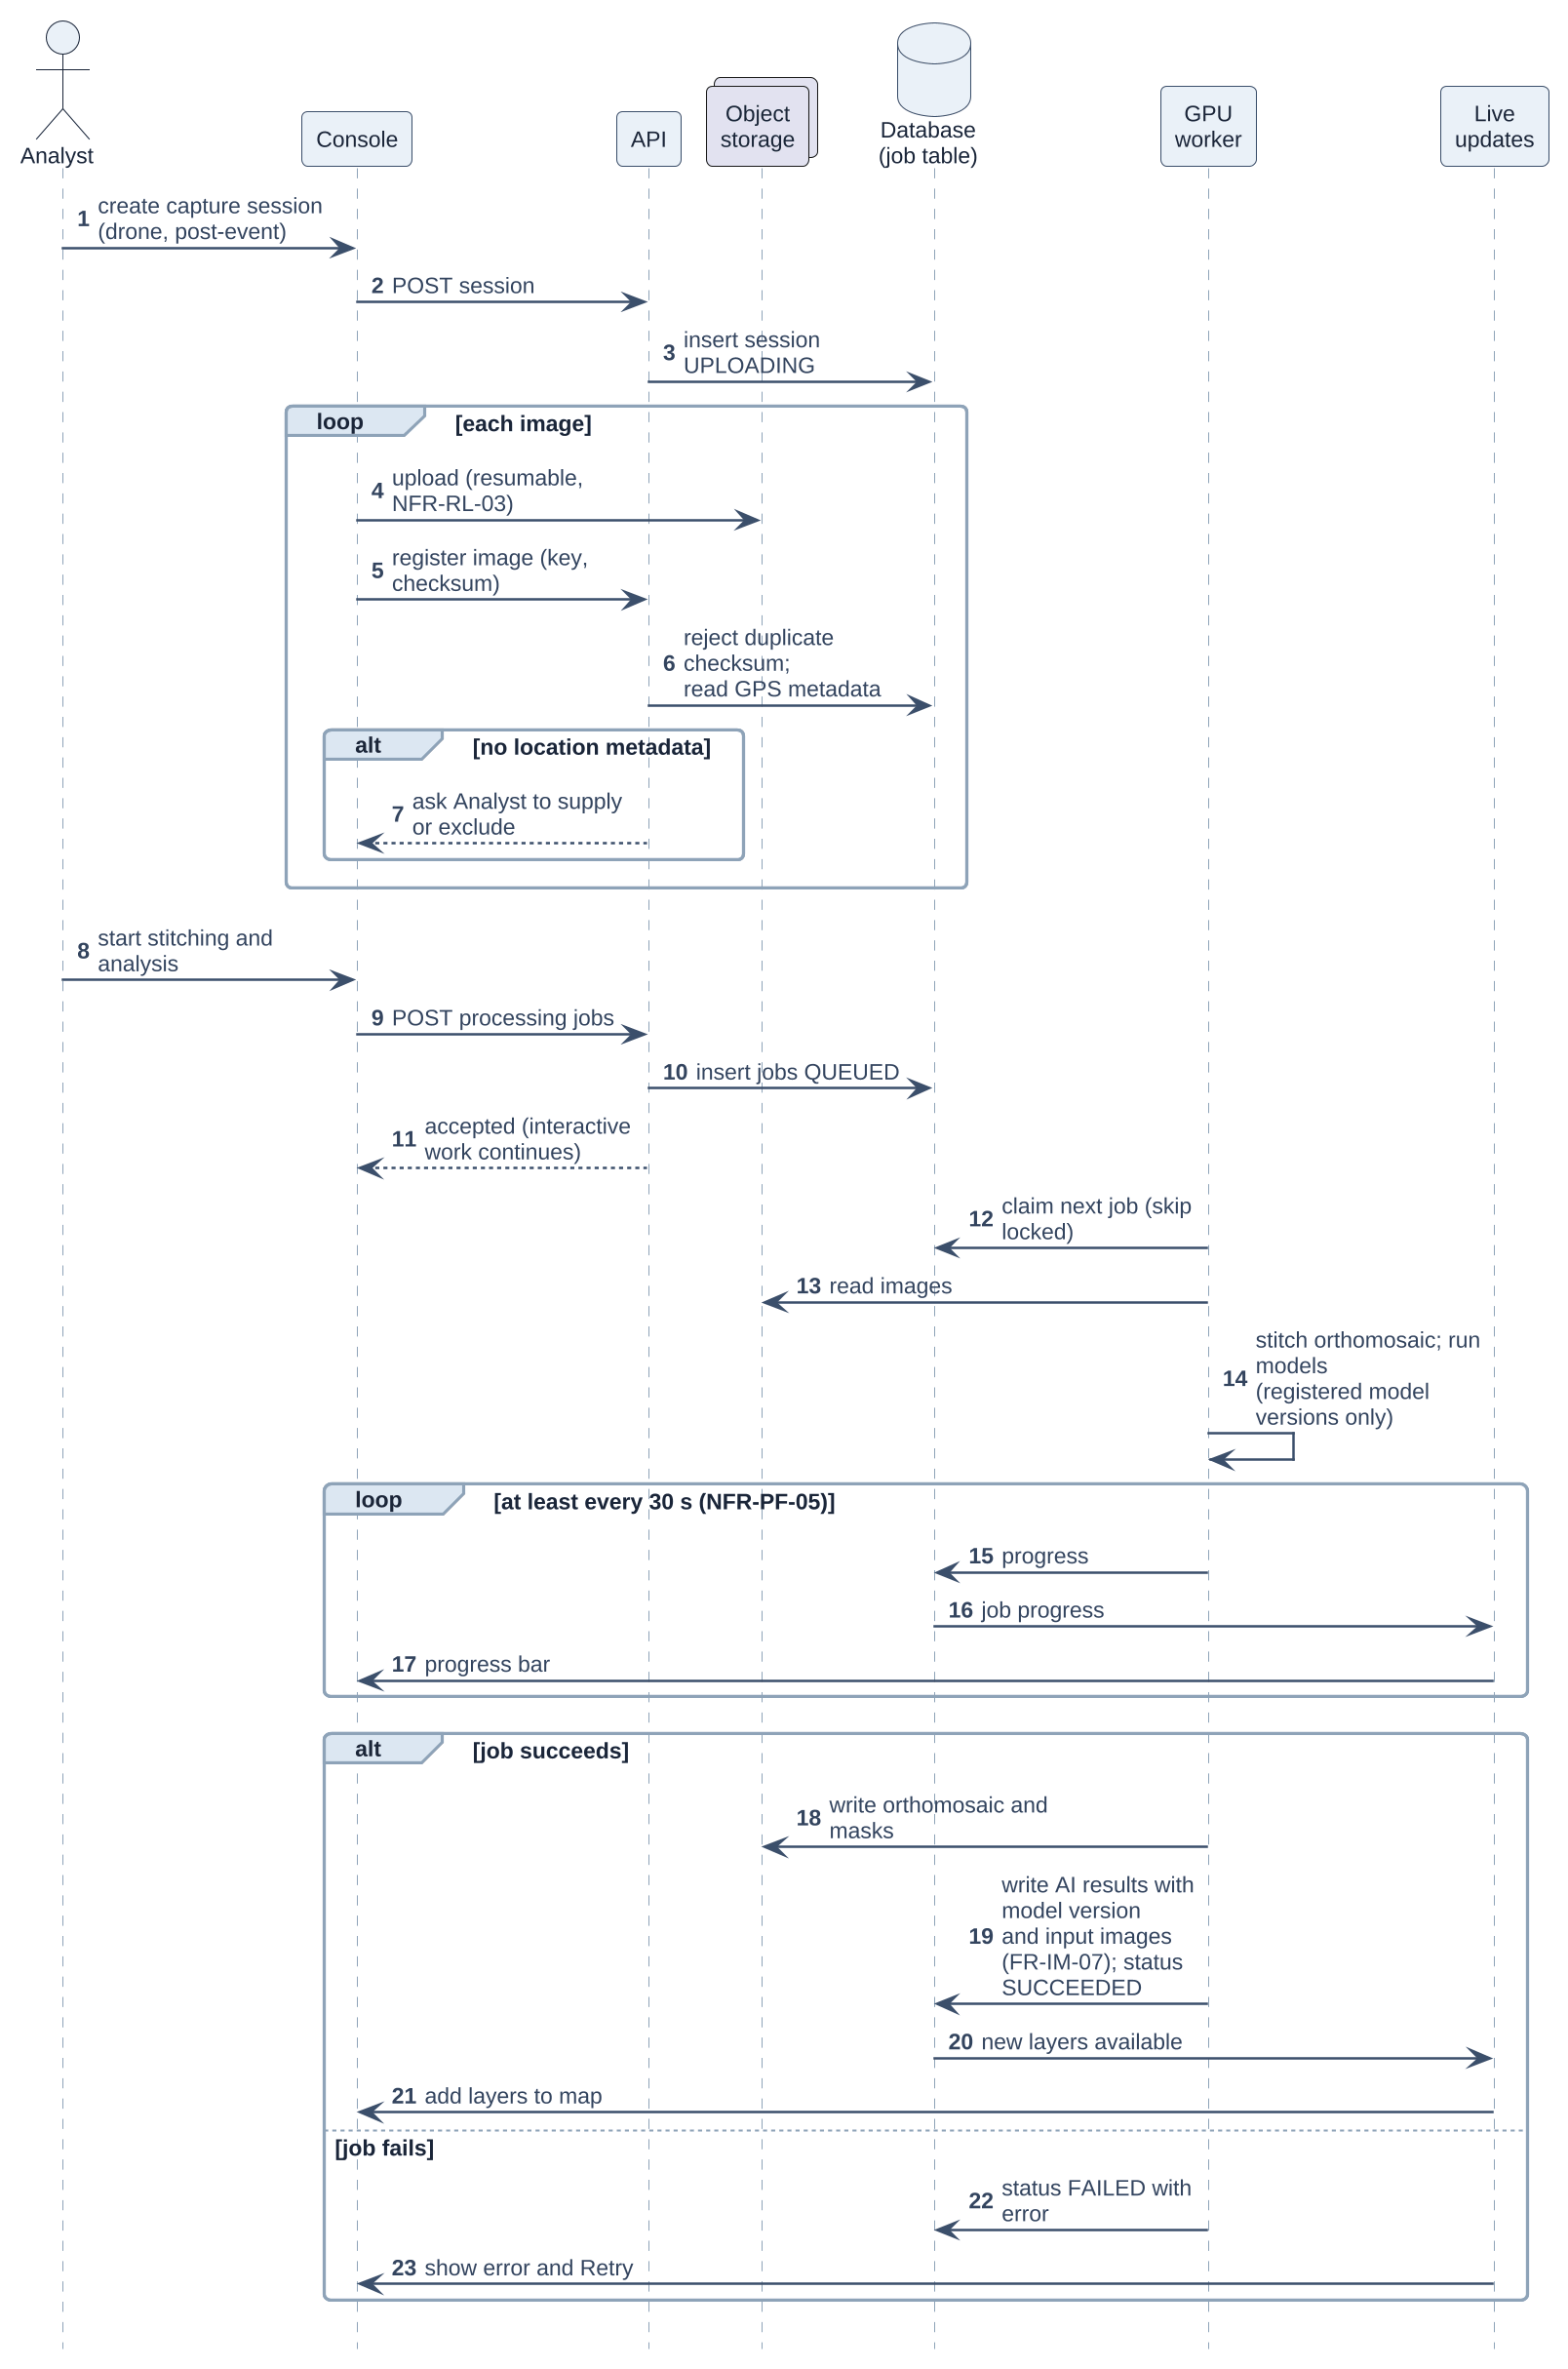 Analyst
Console
API
Object
storage
Database
(job table)
GPU
worker
Live
updates
1 create capture session
(drone, post-event)
2 POST session
3 insert session
UPLOADING
loop [each image]
4 upload (resumable,
NFR-RL-03)
5 register image (key,
checksum)
6 reject duplicate
checksum;
read GPS metadata
alt [no location metadata]
7 ask Analyst to supply
or exclude
8 start stitching and
analysis
9 POST processing jobs
10 insert jobs QUEUED
11 accepted (interactive
work continues)
12 claim next job (skip
locked)
13 read images
14 stitch orthomosaic; run
models
(registered model
versions only)
loop [at least every 30 s (NFR-PF-05)]
15 progress
16 job progress
17 progress bar
alt [job succeeds]
18 write orthomosaic and
masks
19 write AI results with
model version
and input images
(FR-IM-07); status
SUCCEEDED
20 new layers available
21 add layers to map
[job fails]
22 status FAILED with
error
23 show error and Retry